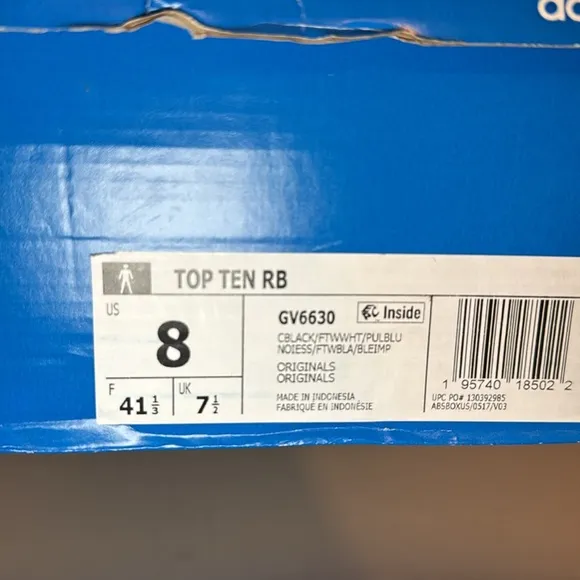 TOP TEN RB
US
8
F
41 1/3
UK
7 1/2
GV6630
Inside
CBLACK/FTWWHT/PULBLU
NOIESS/FTWBLA/BLEIMP
ORIGINALS
ORIGINALS
MADE IN INDONESIA
FABRIQUÉ EN INDONÉSIE
1 95740 18502 2
UPC PO# 130392985
ABSBOXUS/0517/V03